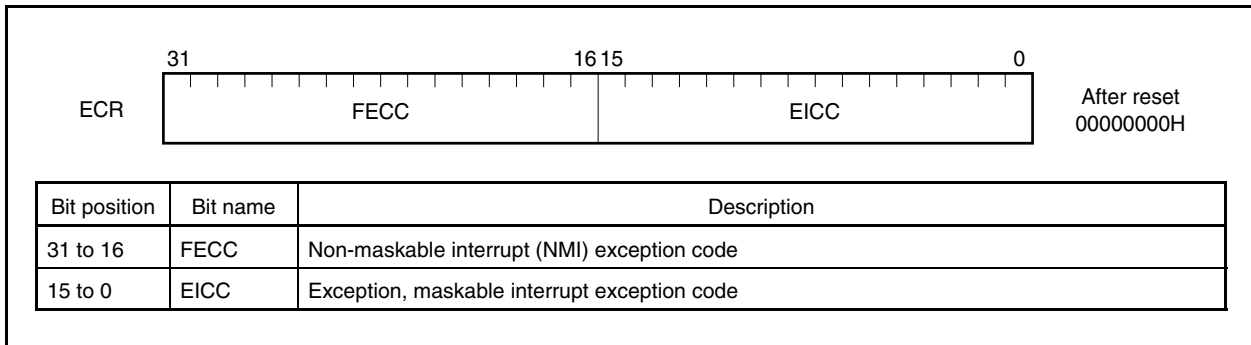 31 16 15 0
ECR FECC EICC After reset
00000000H
Bit position Bit name Description
31 to 16 FECC Non-maskable interrupt (NMI) exception code
15 to 0 EICC Exception, maskable interrupt exception code